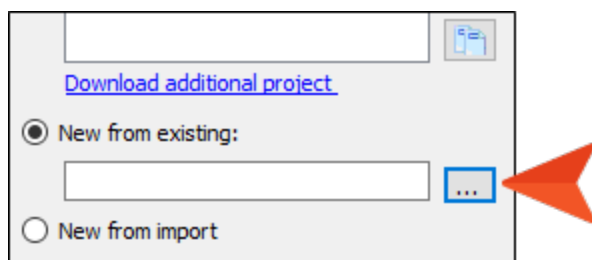 Download additional project
New from existing:
...
New from import